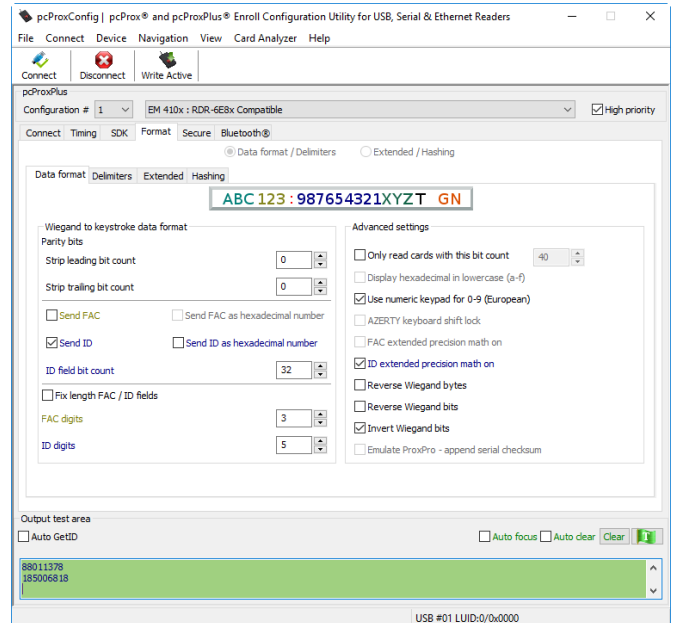 pcProxConfig | pcProx® and pcProxPlus® Enroll Configuration Utility for USB, Serial & Ethernet Readers
File Connect Device Navigation View Card Analyzer Help
Connect Disconnect Write Active
pcProxPlus
Configuration # 1 EM 410x : RDR-6E8x Compatible High priority
Connect Timing SDK Format Secure Bluetooth®
Data format / Delimiters Extended / Hashing
Data format Delimiters Extended Hashing
ABC123:987654321XYZT GN
Wiegand to keystroke data format
Parity bits
Strip leading bit count 0
Strip trailing bit count 0
Send FAC Send FAC as hexadecimal number
Send ID Send ID as hexadecimal number
ID field bit count 32
Fix length FAC / ID fields
FAC digits 3
ID digits 5
Advanced settings
Only read cards with this bit count 40
Display hexadecimal in lowercase (a-f)
Use numeric keypad for 0-9 (European)
AZERTY keyboard shift lock
FAC extended precision math on
ID extended precision math on
Reverse Wiegand bytes
Reverse Wiegand bits
Invert Wiegand bits
Emulate ProxPro - append serial checksum
Output test area
Auto GetID Auto focus Auto clear Clear
88011378
185006818
USB #01 LUID:0/0x0000